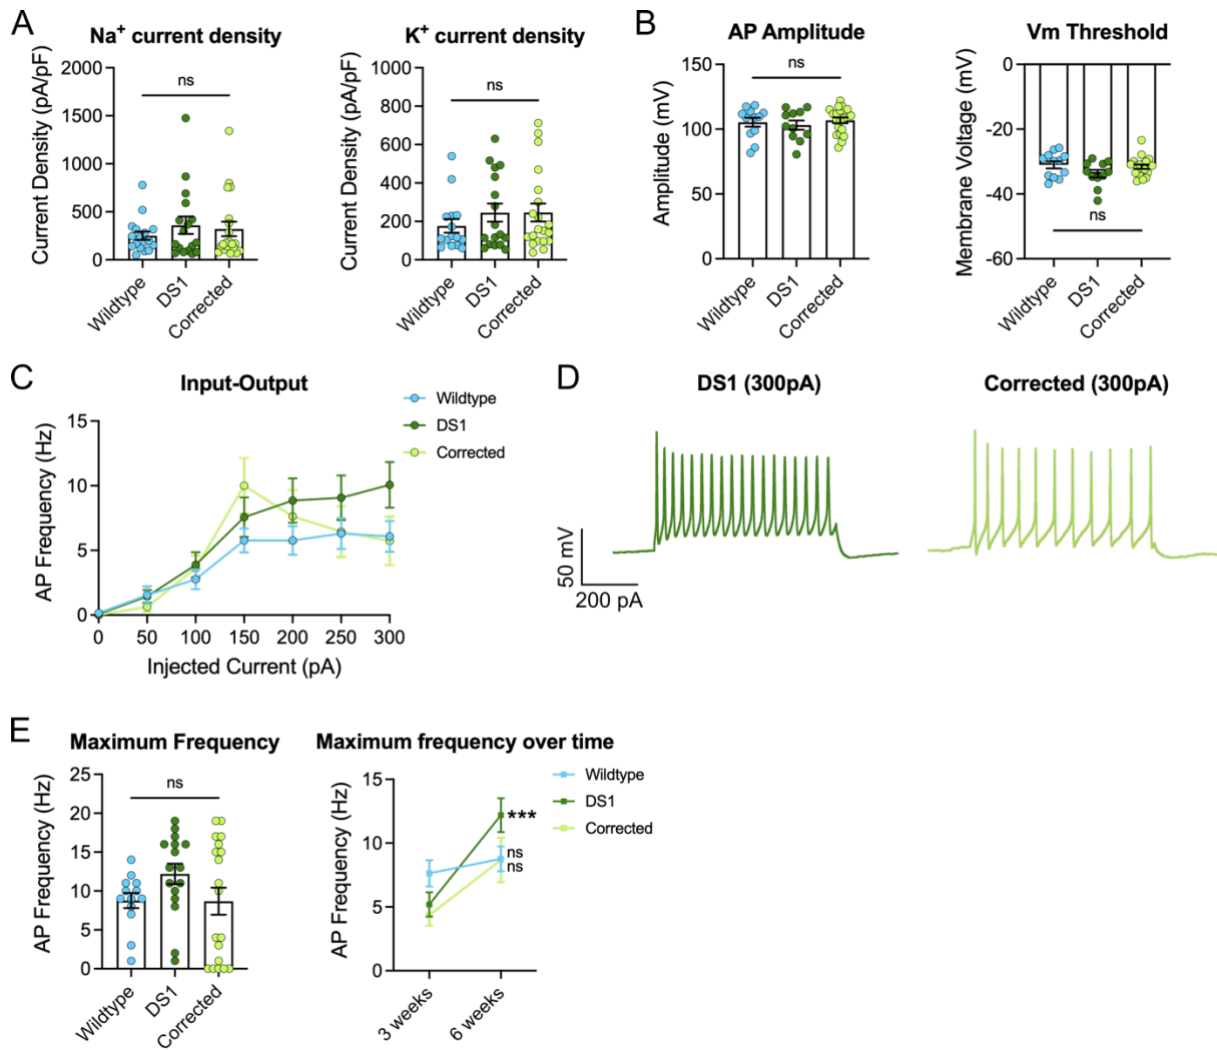 A
Na+ current density
Current Density (pA/pF)
2000
1500
1000
500
0
ns
Wildtype
DS1
Corrected
K+ current density
Current Density (pA/pF)
1000
800
600
400
200
0
ns
Wildtype
DS1
Corrected
B
AP Amplitude
Amplitude (mV)
150
100
50
0
ns
Wildtype
DS1
Corrected
Vm Threshold
Membrane Voltage (mV)
0
-20
-40
-60
ns
Wildtype
DS1
Corrected
C
Input-Output
AP Frequency (Hz)
15
10
5
0
0 50 100 150 200 250 300
Injected Current (pA)
Wildtype
DS1
Corrected
D
DS1 (300pA)
Corrected (300pA)
50 mV
200 pA
E
Maximum Frequency
AP Frequency (Hz)
25
20
15
10
5
0
ns
Wildtype
DS1
Corrected
Maximum frequency over time
AP Frequency (Hz)
15
10
5
0
***
ns
ns
3 weeks
6 weeks
Wildtype
DS1
Corrected